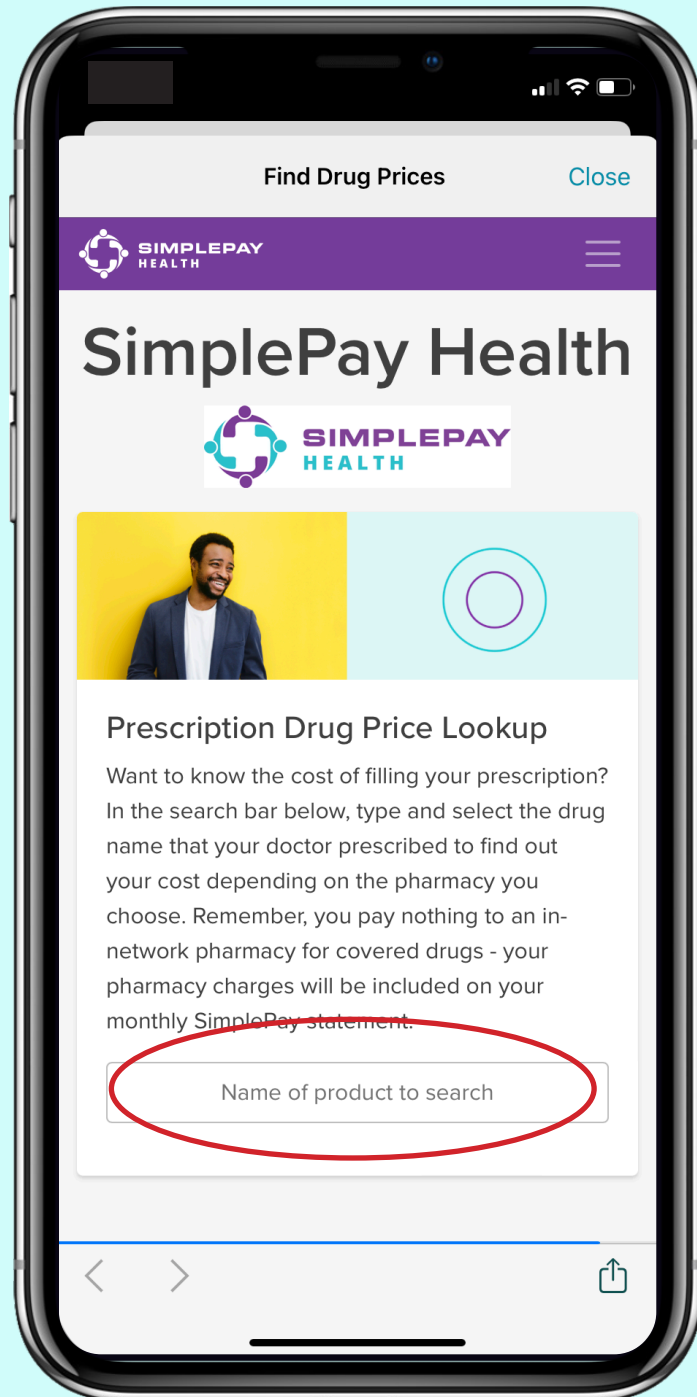 Find Drug Prices
Close
SIMPLEPAY
HEALTH
SimplePay Health
SIMPLEPAY
HEALTH
Prescription Drug Price Lookup
Want to know the cost of filling your prescription?
In the search bar below, type and select the drug
name that your doctor prescribed to find out
your cost depending on the pharmacy you
choose. Remember, you pay nothing to an in-
network pharmacy for covered drugs - your
pharmacy charges will be included on your
monthly SimplePay statement.
Name of product to search